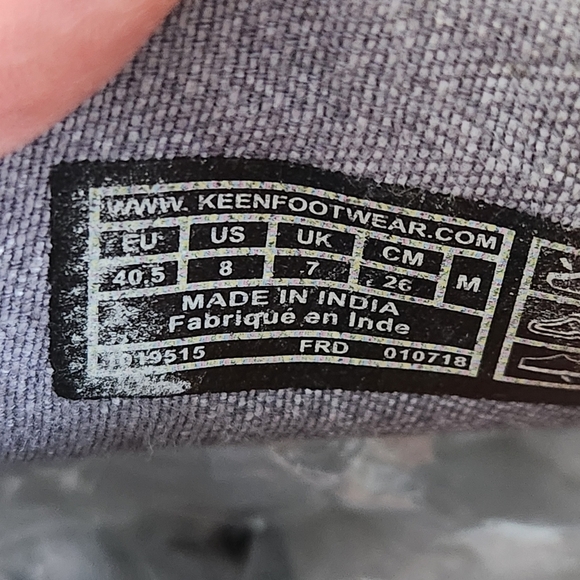 WWW. KEENFOOTWEAR.COM
EU US UK CM M
40.5 8 7 26
MADE IN INDIA
Fabriqué en Inde
FRD 010718